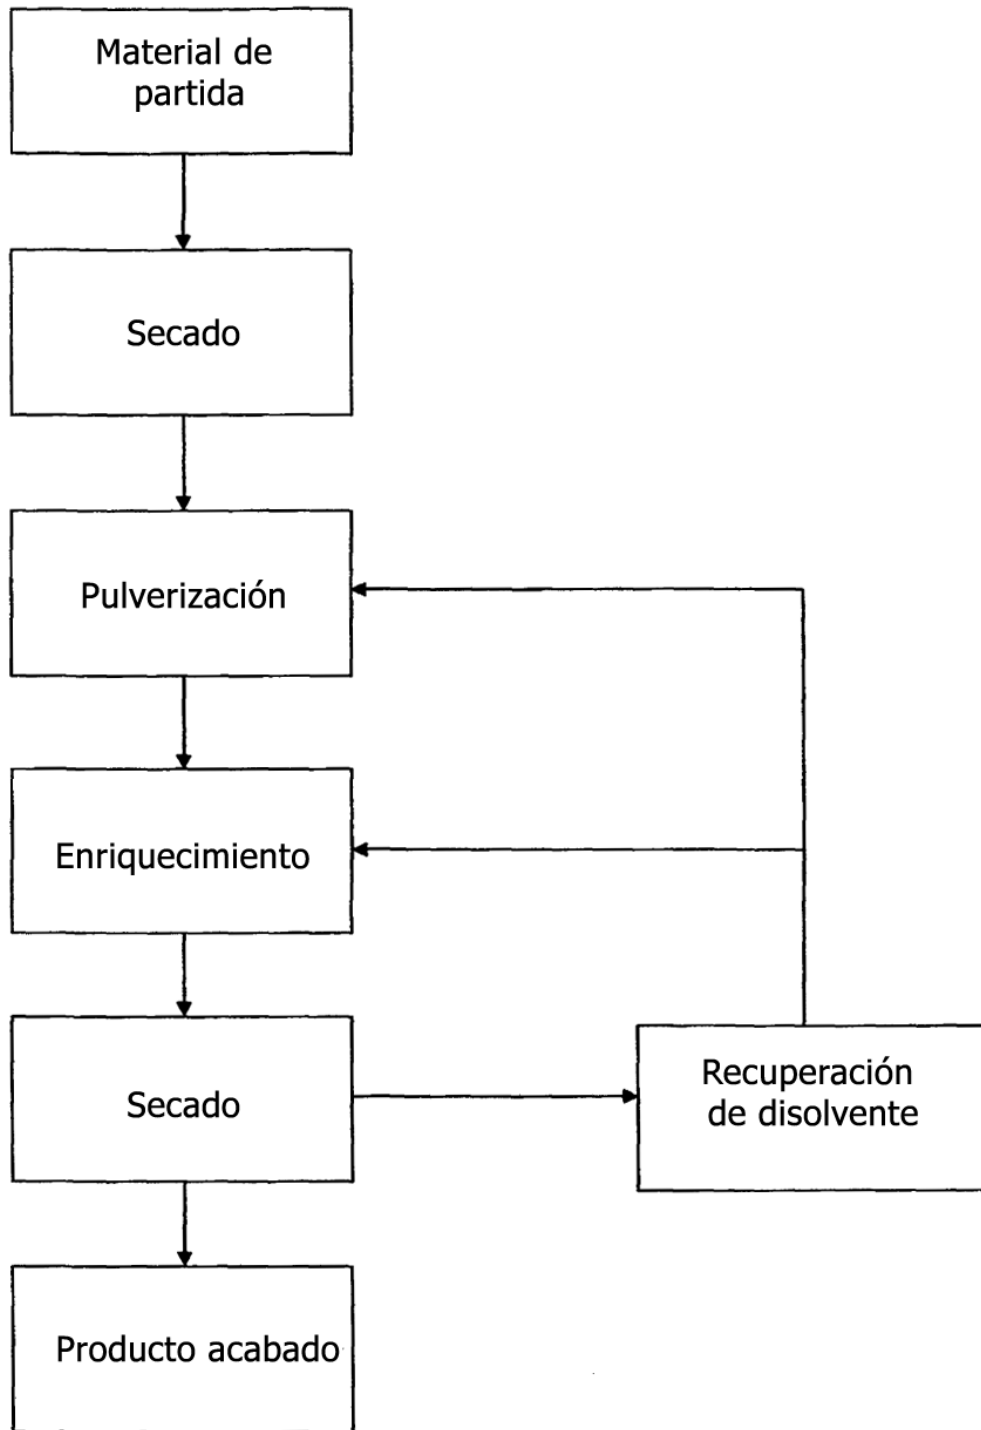 Material de
partida
Secado
Pulverización
Enriquecimiento
Secado
Recuperación
de disolvente
Producto acabado